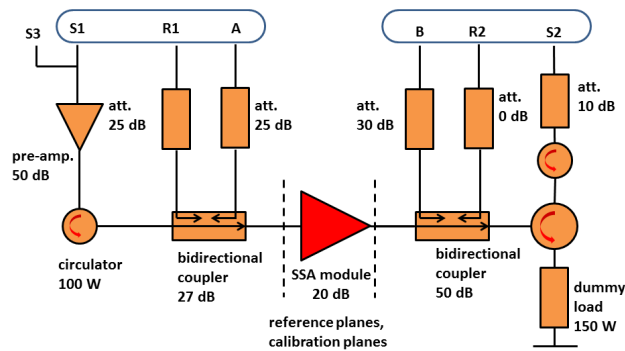 S3
S1
R1
A
B
R2
S2
att.
25 dB
att.
25 dB
att.
30 dB
att.
0 dB
att.
10 dB
pre-amp.
50 dB
circulator
100 W
bidirectional
coupler
27 dB
SSA module
20 dB
bidirectional
coupler
50 dB
dummy
load
150 W
reference planes,
calibration planes